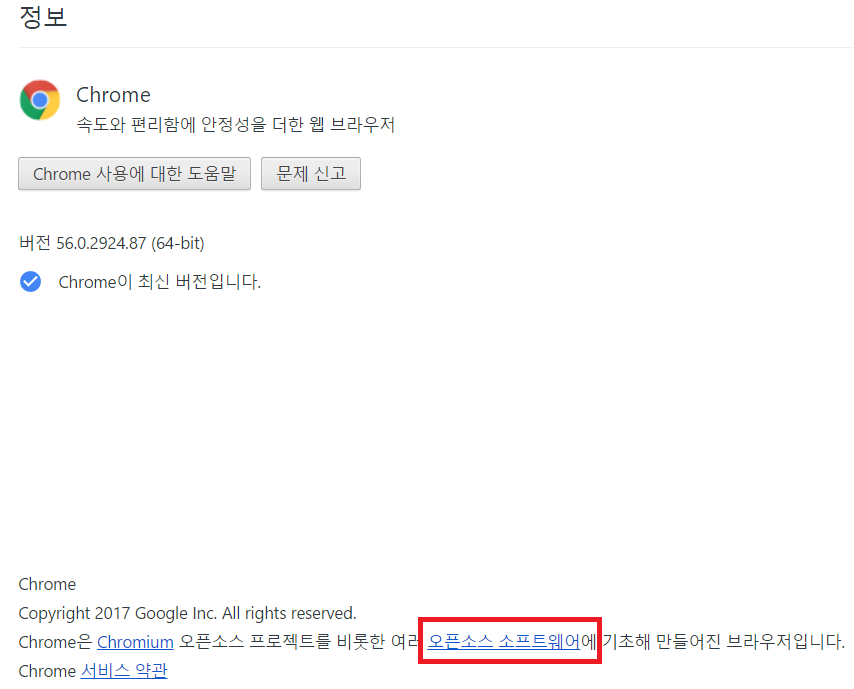 정보
Chrome
속도와 편리함에 안정성을 더한 웹 브라우저
Chrome 사용에 대한 도움말 문제 신고
버전 56.0.2924.87 (64-bit)
Chrome이 최신 버전입니다.
Chrome
Copyright 2017 Google Inc. All rights reserved.
Chrome은 Chromium 오픈소스 프로젝트를 비롯한 여러 오픈소스 소프트웨어에 기초해 만들어진 브라우저입니다.
Chrome 서비스 약관